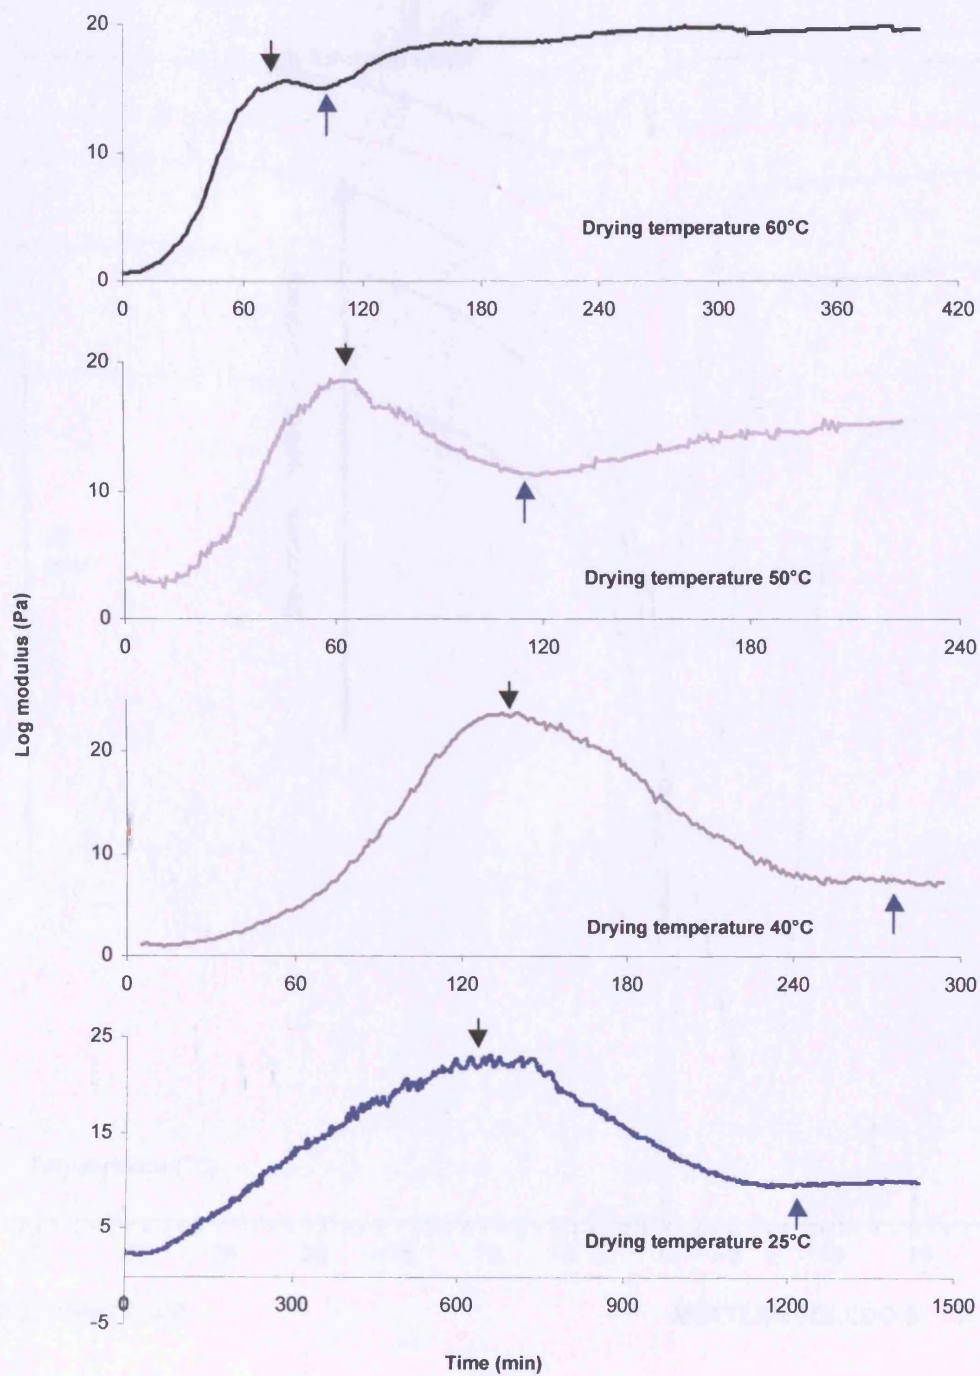 20
10
0
0 60 120 180 240 300 360 420
Drying temperature 60°C
20
10
0
0 60 120 180 240
Drying temperature 50°C
Log modulus (Pa)
20
10
0
0 60 120 180 240 300
Drying temperature 40°C
25
15
5
-5
0 300 600 900 1200 1500
Drying temperature 25°C
Time (min)